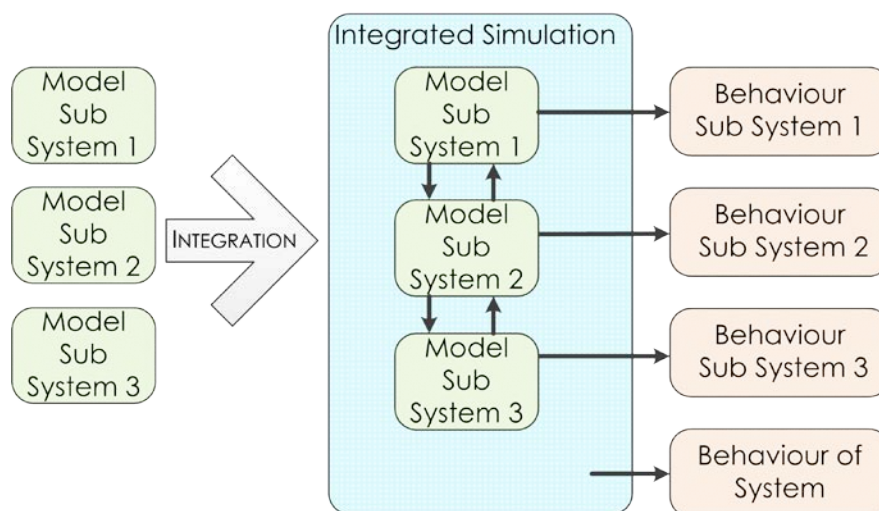 Model
Sub
System 1
Model
Sub
System 2
Model
Sub
System 3
INTEGRATION
Integrated Simulation
Model
Sub
System 1
Model
Sub
System 2
Model
Sub
System 3
Behaviour
Sub System 1
Behaviour
Sub System 2
Behaviour
Sub System 3
Behaviour of
System